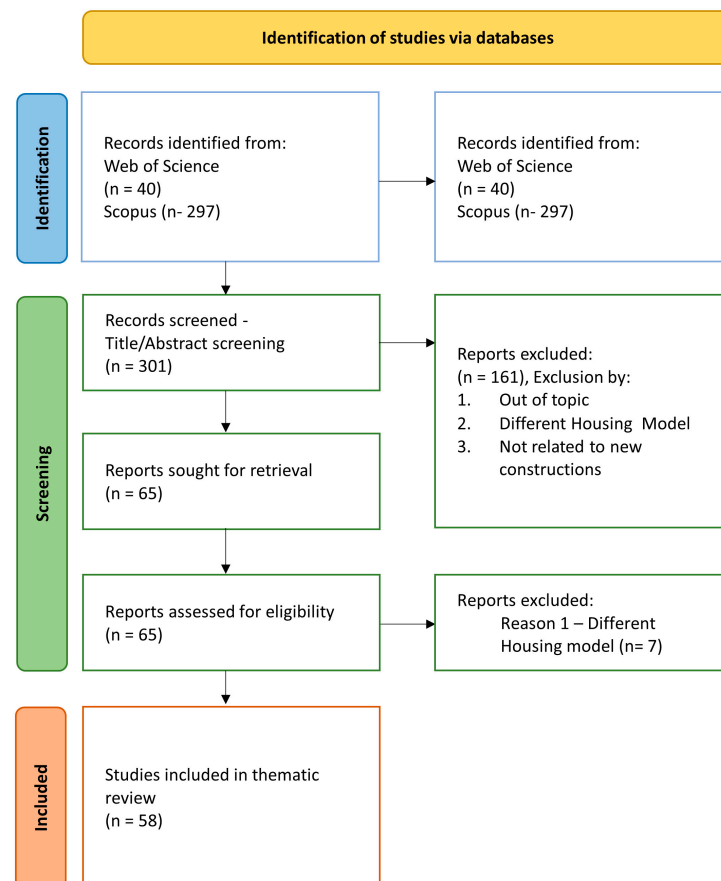 Identification of studies via databases
Identification
Records identified from:
Web of Science
(n = 40)
Scopus (n- 297)
Records identified from:
Web of Science
(n = 40)
Scopus (n- 297)
Screening
Records screened -
Title/Abstract screening
(n = 301)
Reports excluded:
(n = 161), Exclusion by:
1. Out of topic
2. Different Housing Model
3. Not related to new
constructions
Reports sought for retrieval
(n = 65)
Reports assessed for eligibility
(n = 65)
Reports excluded:
Reason 1 – Different
Housing model (n= 7)
Included
Studies included in thematic
review
(n = 58)